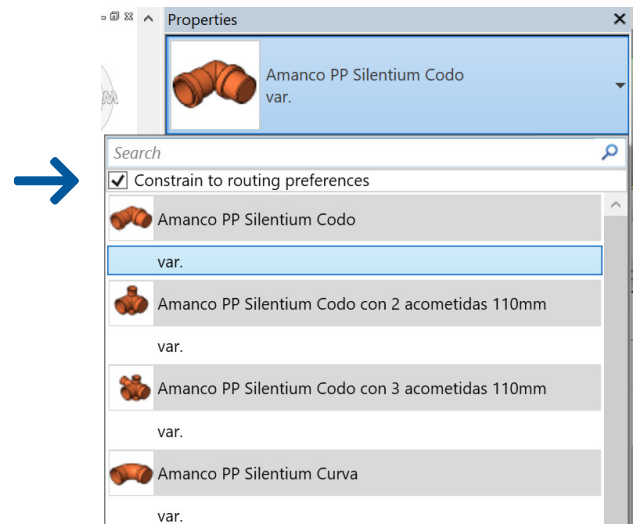 Properties
Amanco PP Silentium Codo
var.
Search
Constrain to routing preferences
Amanco PP Silentium Codo
var.
Amanco PP Silentium Codo con 2 acometidas 110mm
var.
Amanco PP Silentium Codo con 3 acometidas 110mm
var.
Amanco PP Silentium Curva
var.